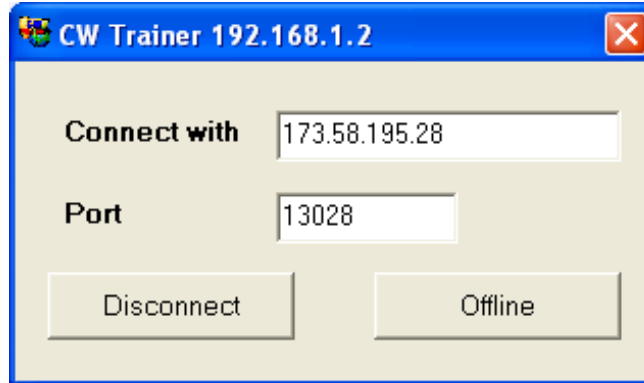 CW Trainer 192.168.1.2
Connect with 173.58.195.28
Port 13028
Disconnect Offline